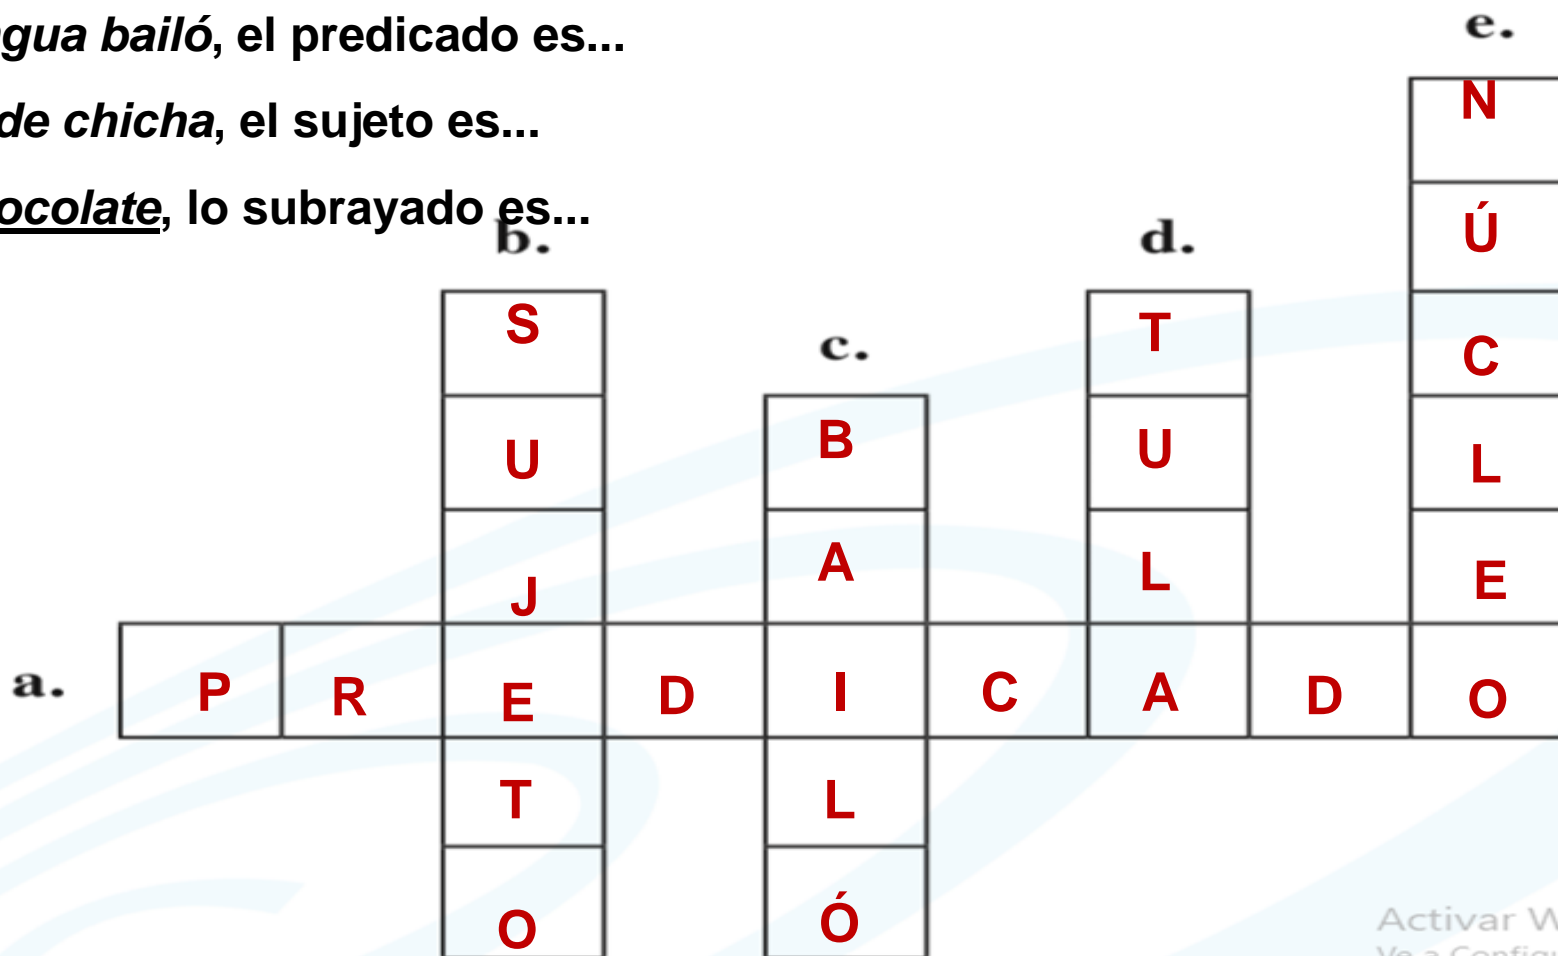 gua bailó, el predicado es...
de chicha, el sujeto es...
ocolate, lo subrayado es...
e.
N
Ú
C
L
E
b.
S
U
J
c.
B
A
d.
T
U
L
a. P R E D I C A D O
T
O
L
Ó
Activar